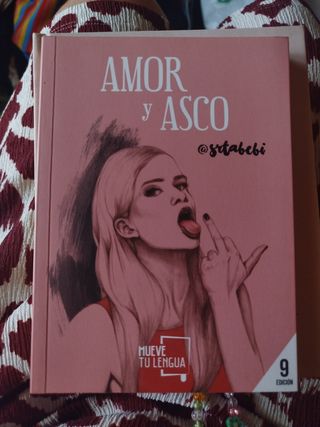 AMOR
y ASCO
@srtabebi
MUEVE
TU LENGUA
9
EDICIÓN